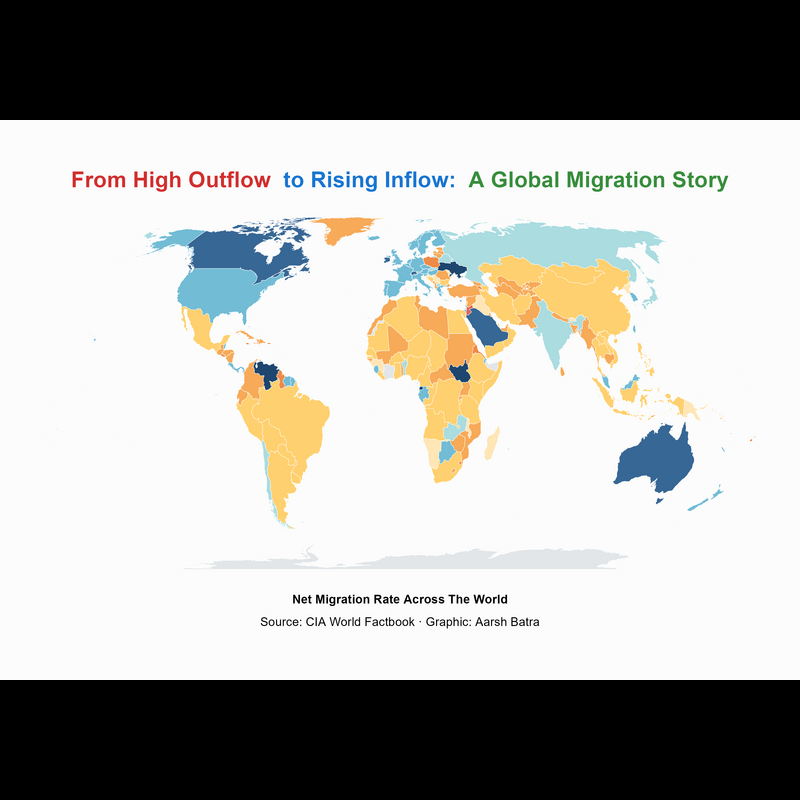 From High Outflow to Rising Inflow: A Global Migration Story
Net Migration Rate Across The World
Source: CIA World Factbook · Graphic: Aarsh Batra